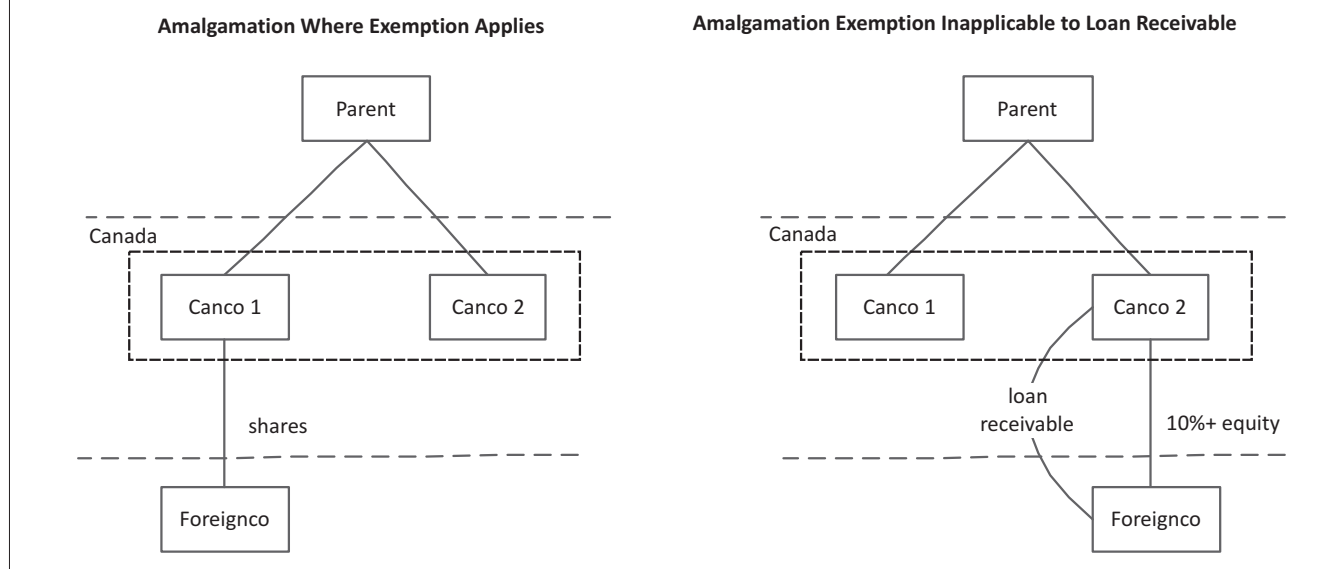 Amalgamation Where Exemption Applies
Parent
Canada
Canco 1
Canco 2
shares
Foreignco
Amalgamation Exemption Inapplicable to Loan Receivable
Parent
Canada
Canco 1
Canco 2
loan
receivable
10%+ equity
Foreignco